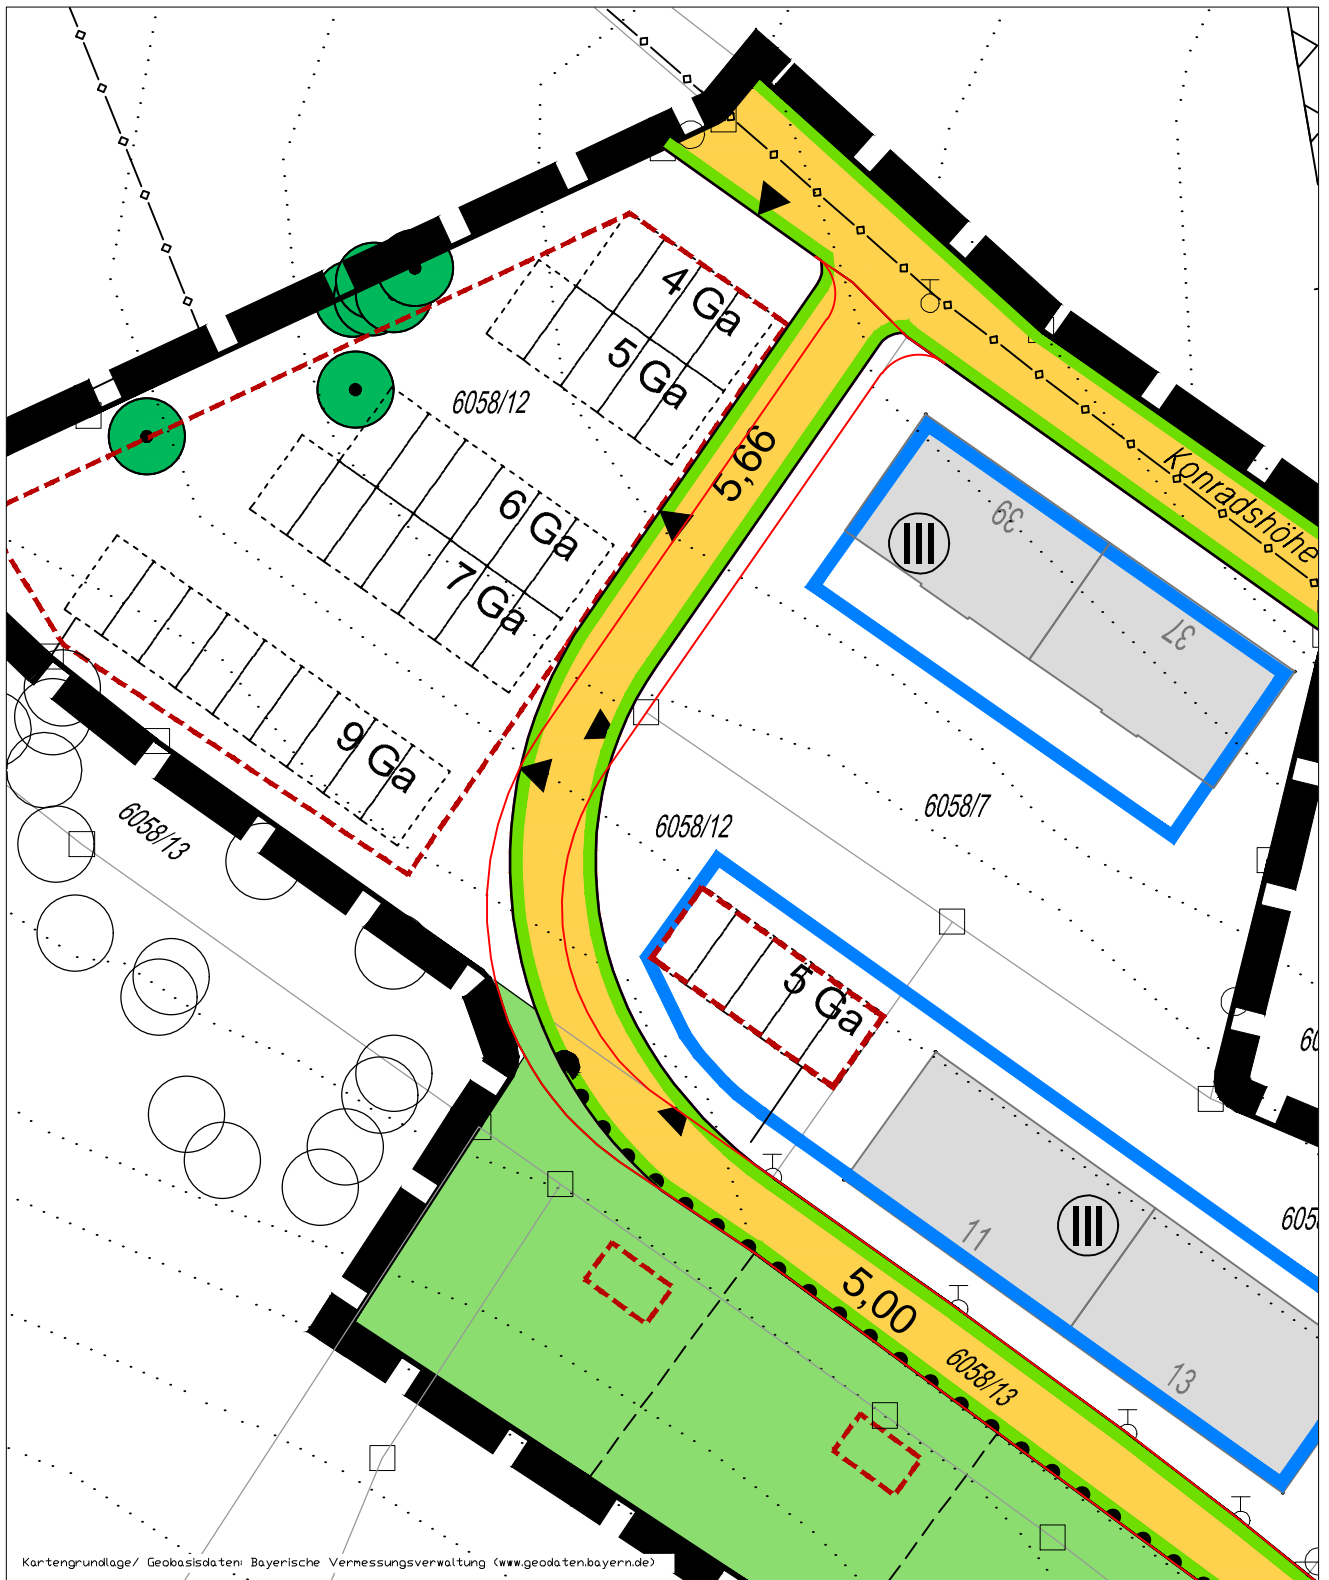 4 Ga
5 Ga
6058/12
5,66
6 Ga
7 Ga
Konradshöhe
39
37
9 Ga
6058/13
6058/12
6058/7
5 Ga
III
III
11
13
5,00
6058/13
Kartengrundlage/ Geobasisdaten: Bayerische Vermessungsverwaltung (www.geodaten.bayern.de)